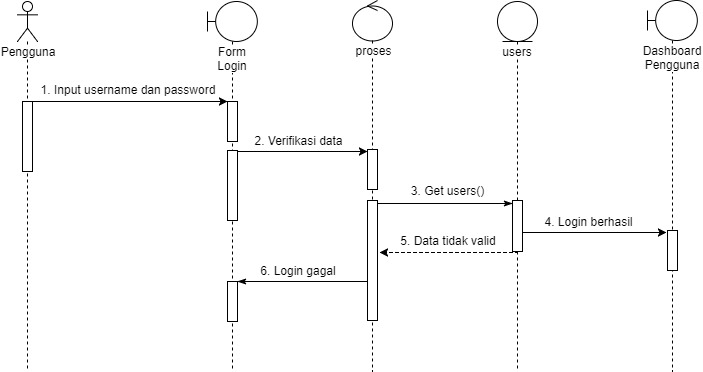 Pengguna
Form
Login
proses
users
Dashboard
Pengguna
1. Input username dan password
2. Verifikasi data
3. Get users()
4. Login berhasil
5. Data tidak valid
6. Login gagal